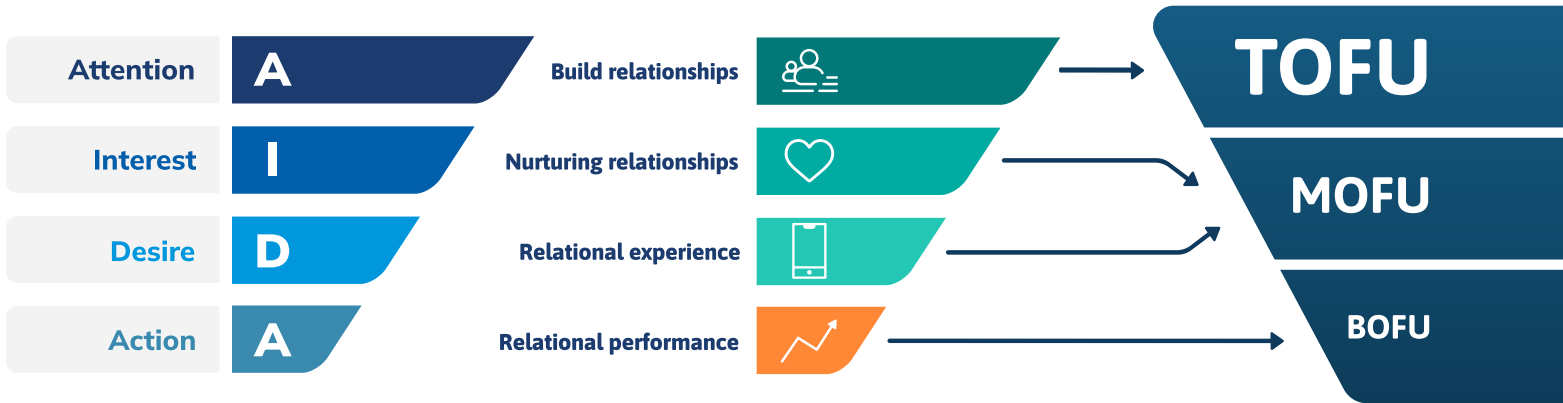 Attention
A
Build relationships
TOFU
Interest
I
Nurturing relationships
MOFU
Desire
D
Relational experience
Action
A
Relational performance
BOFU